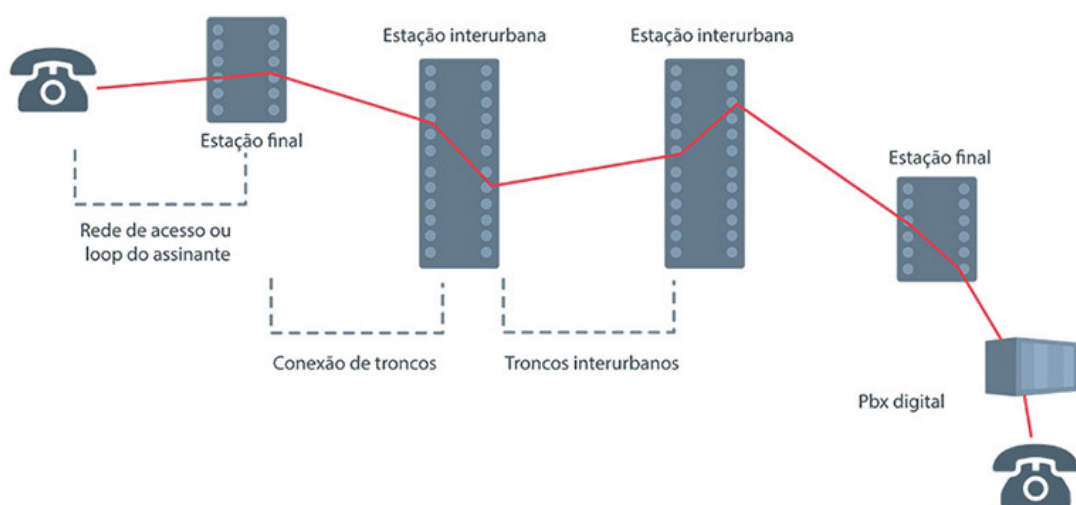 Estação interurbana
Estação interurbana
Estação final
Estação final
Rede de acesso ou
loop do assinante
Conexão de troncos
Troncos interurbanos
Pbx digital